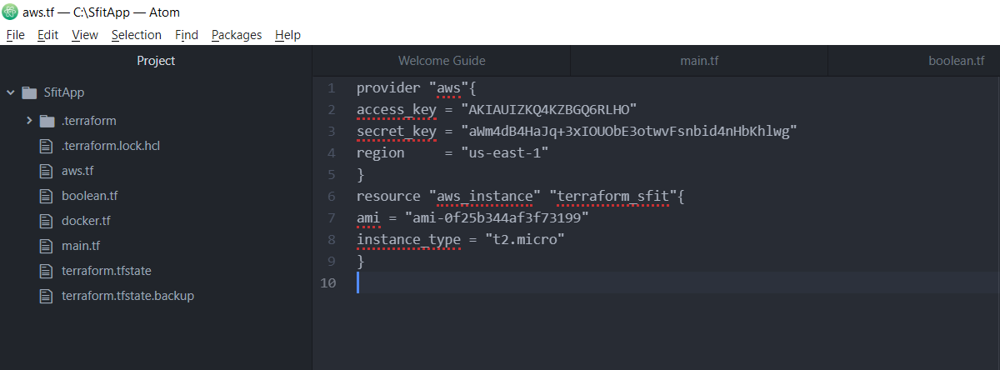 aws.tf — C:\SfitApp — Atom
File Edit View Selection Find Packages Help
Project
Welcome Guide
main.tf
boolean.tf
SfitApp
.terraform
.terraform.lock.hcl
aws.tf
boolean.tf
docker.tf
main.tf
terraform.tfstate
terraform.tfstate.backup
1 provider "aws"{
2 access_key = "AKIAUIZKQ4KZBGQ6RLHO"
3 secret_key = "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"
4 region     = "us-east-1"
5 }
6 resource "aws_instance" "terraform_sfit"{
7 ami = "ami-0f25b344af3f73199"
8 instance_type = "t2.micro"
9 }
10